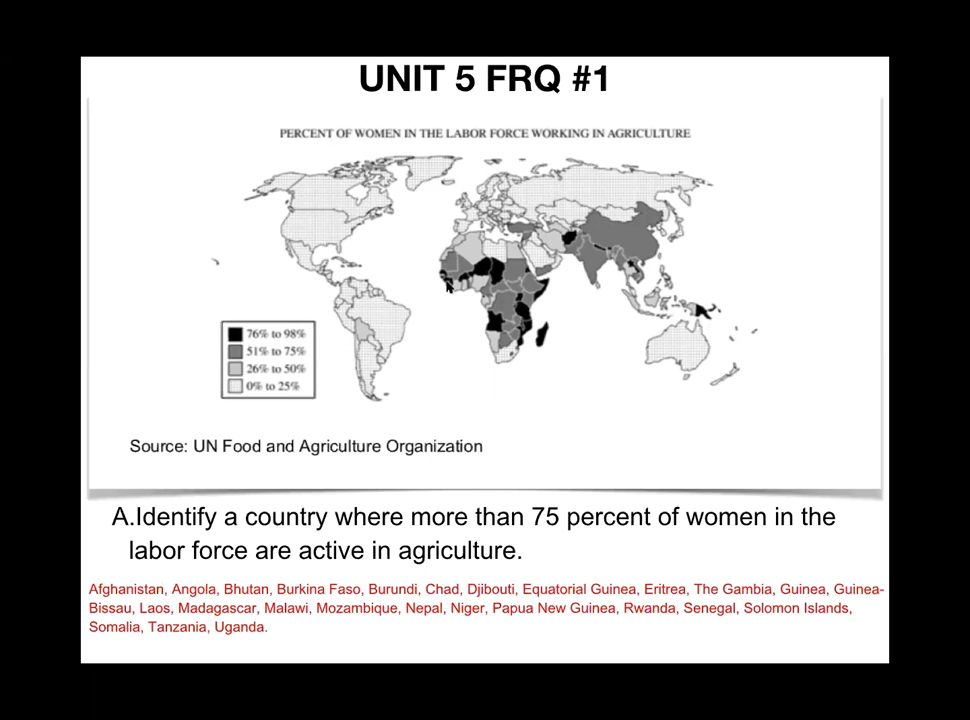 UNIT 5 FRQ #1
PERCENT OF WOMEN IN THE LABOR FORCE WORKING IN AGRICULTURE
76% to 98%
51% to 75%
26% to 50%
0% to 25%
Source: UN Food and Agriculture Organization
A.Identify a country where more than 75 percent of women in the
labor force are active in agriculture.
Afghanistan, Angola, Bhutan, Burkina Faso, Burundi, Chad, Djibouti, Equatorial Guinea, Eritrea, The Gambia, Guinea, Guinea-
Bissau, Laos, Madagascar, Malawi, Mozambique, Nepal, Niger, Papua New Guinea, Rwanda, Senegal, Solomon Islands,
Somalia, Tanzania, Uganda.